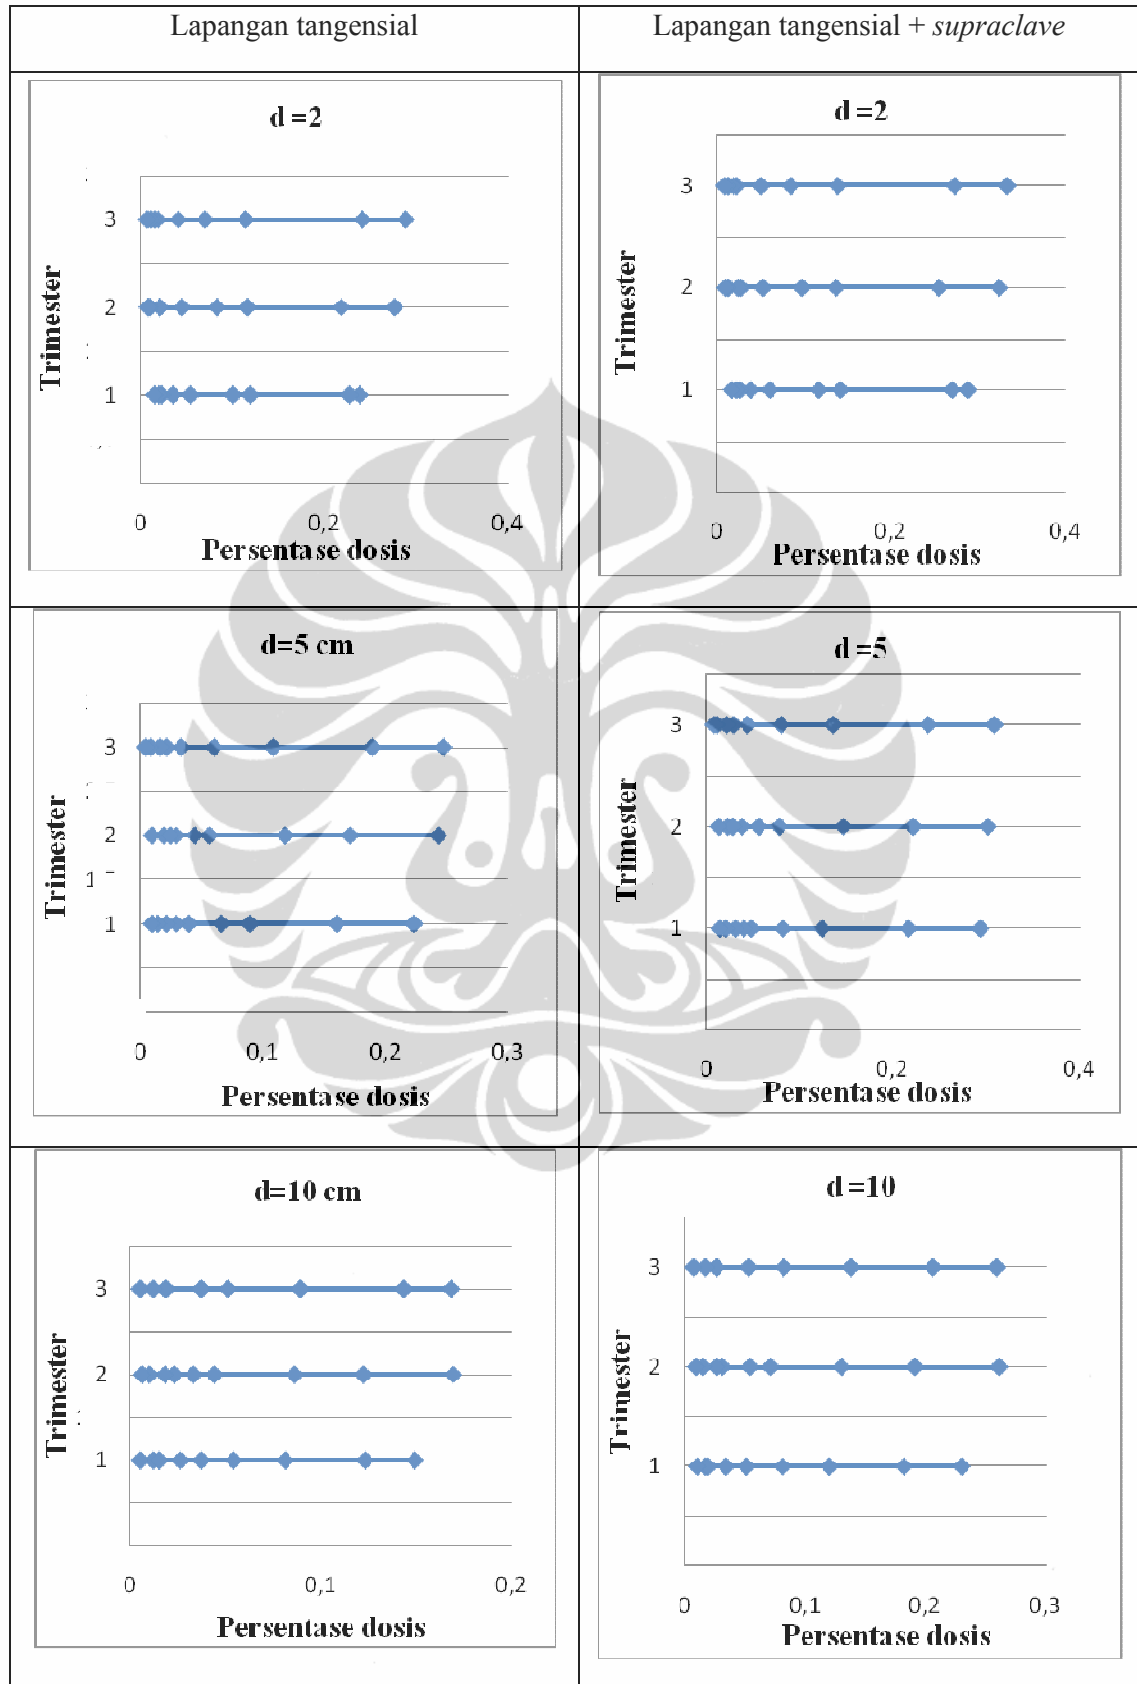 Lapangan tangensial
Lapangan tangensial + supraclave
d =2
3
2
1
Trimester
0 0,2 0,4
Persentase dosis
d =2
3
2
1
Trimester
0 0,2 0,4
Persentase dosis
d=5 cm
3
2
1
1
Trimester
0 0,1 0,2 0,3
Persentase dosis
d =5
3
2
1
Trimester
0 0,2 0,4
Persentase dosis
d=10 cm
3
2
1
Trimester
0 0,1 0,2
Persentase dosis
d =10
3
2
1
Trimester
0 0,1 0,2 0,3
Persentase dosis